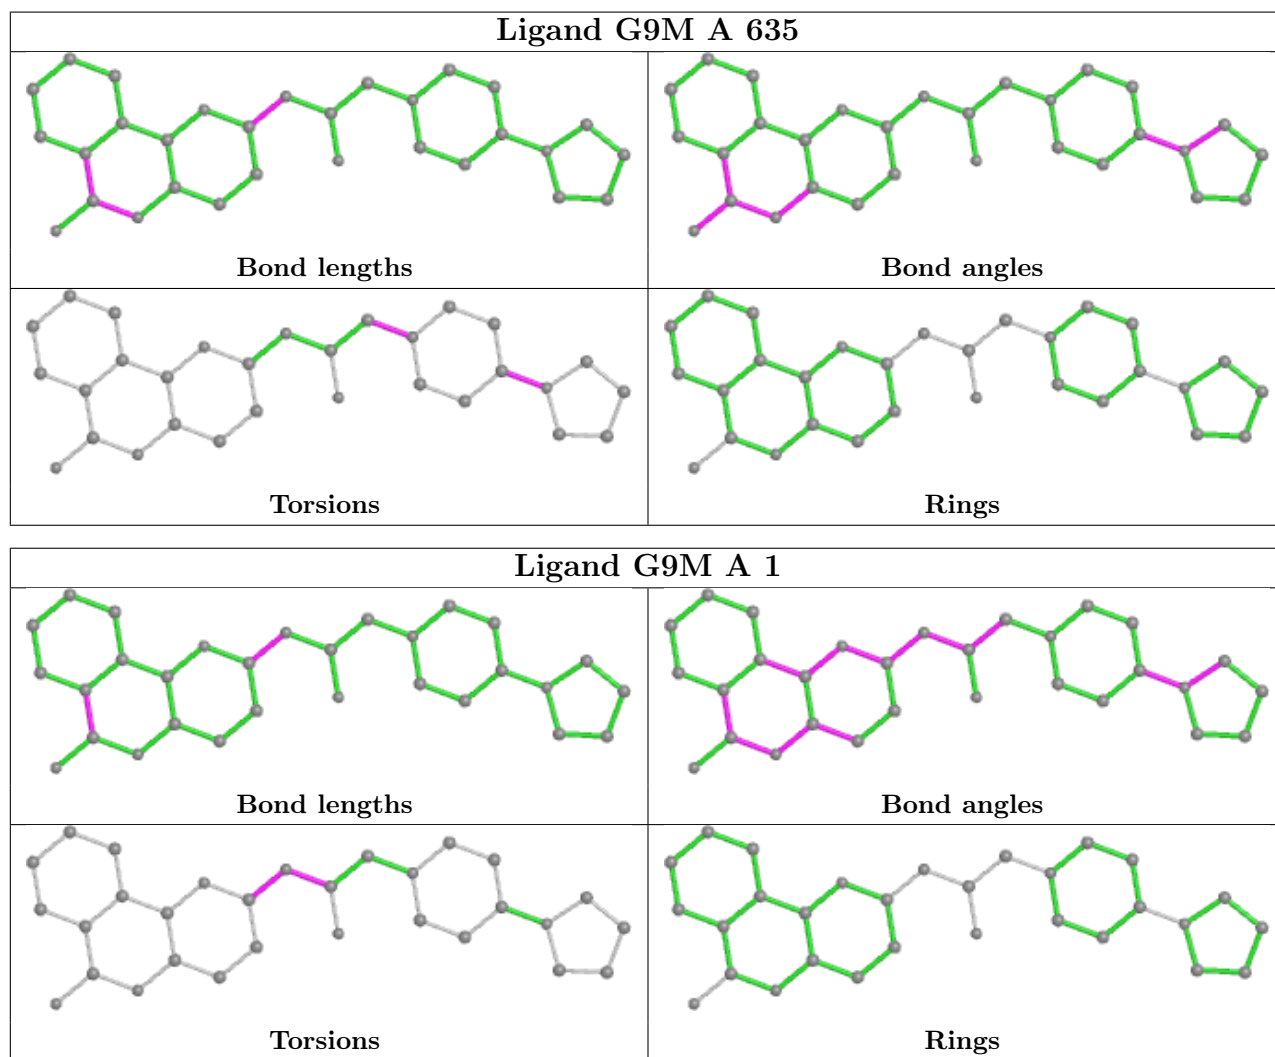 Ligand G9M A 635
Bond lengths
Bond angles
Torsions
Rings
Ligand G9M A 1
Bond lengths
Bond angles
Torsions
Rings